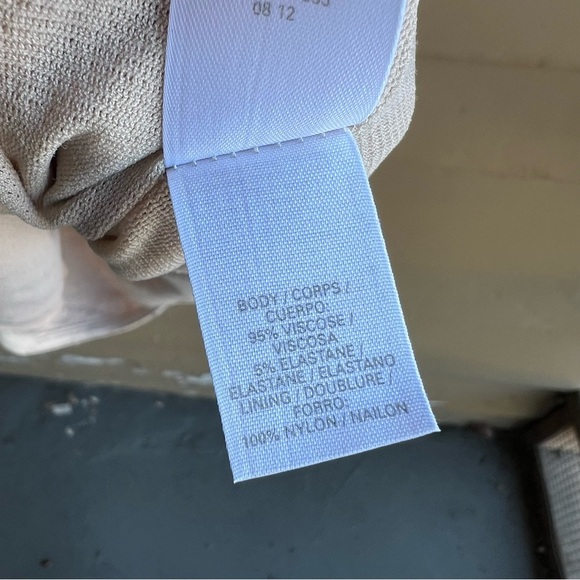 08 12
BODY / CORPS /
CUERPO:
95% VISCOSE /
VISCOSA
5% ELASTANE /
ELASTANE / ELASTANO
LINING / DOUBLURE /
FORRO:
100% NYLON / NAILON